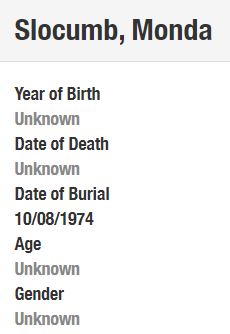 Slocumb, Monda
Year of Birth
Unknown
Date of Death
Unknown
Date of Burial
10/08/1974
Age
Unknown
Gender
Unknown